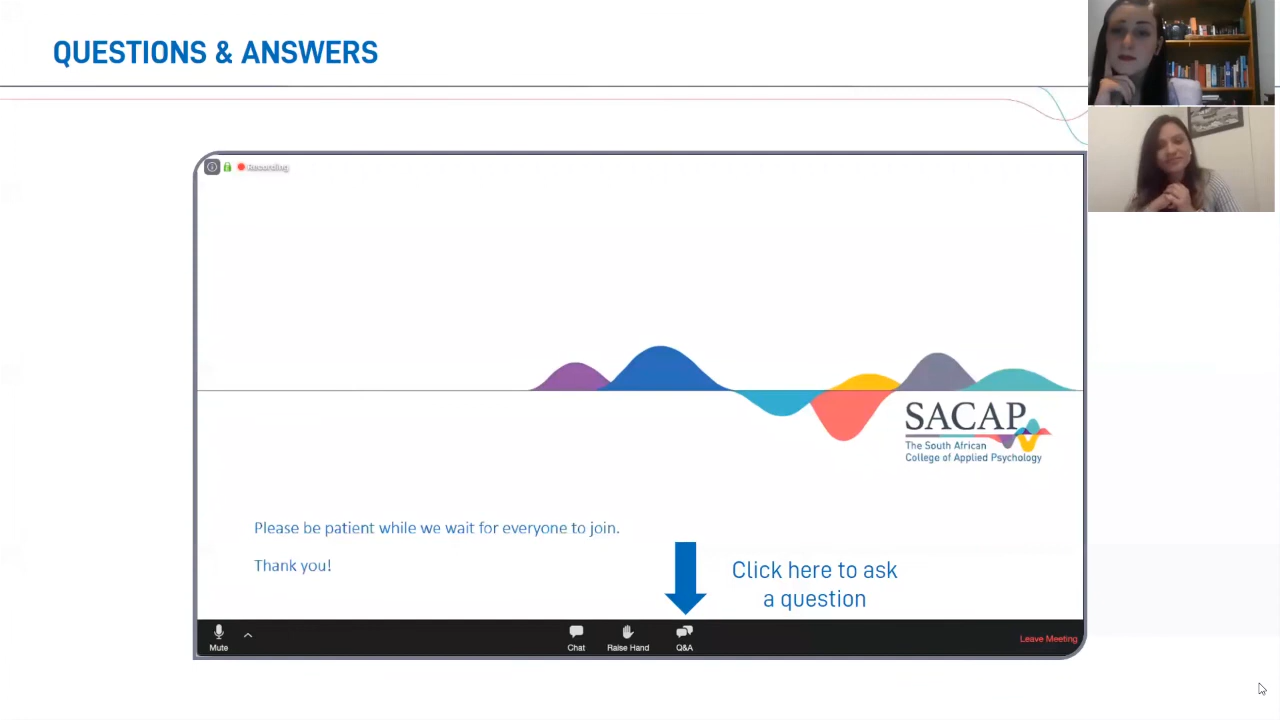 QUESTIONS & ANSWERS
Recording
SACAP
The South African
College of Applied Psychology
Please be patient while we wait for everyone to join.
Thank you!
Click here to ask
a question
Mute
Chat
Raise Hand
Q&A
Leave Meeting